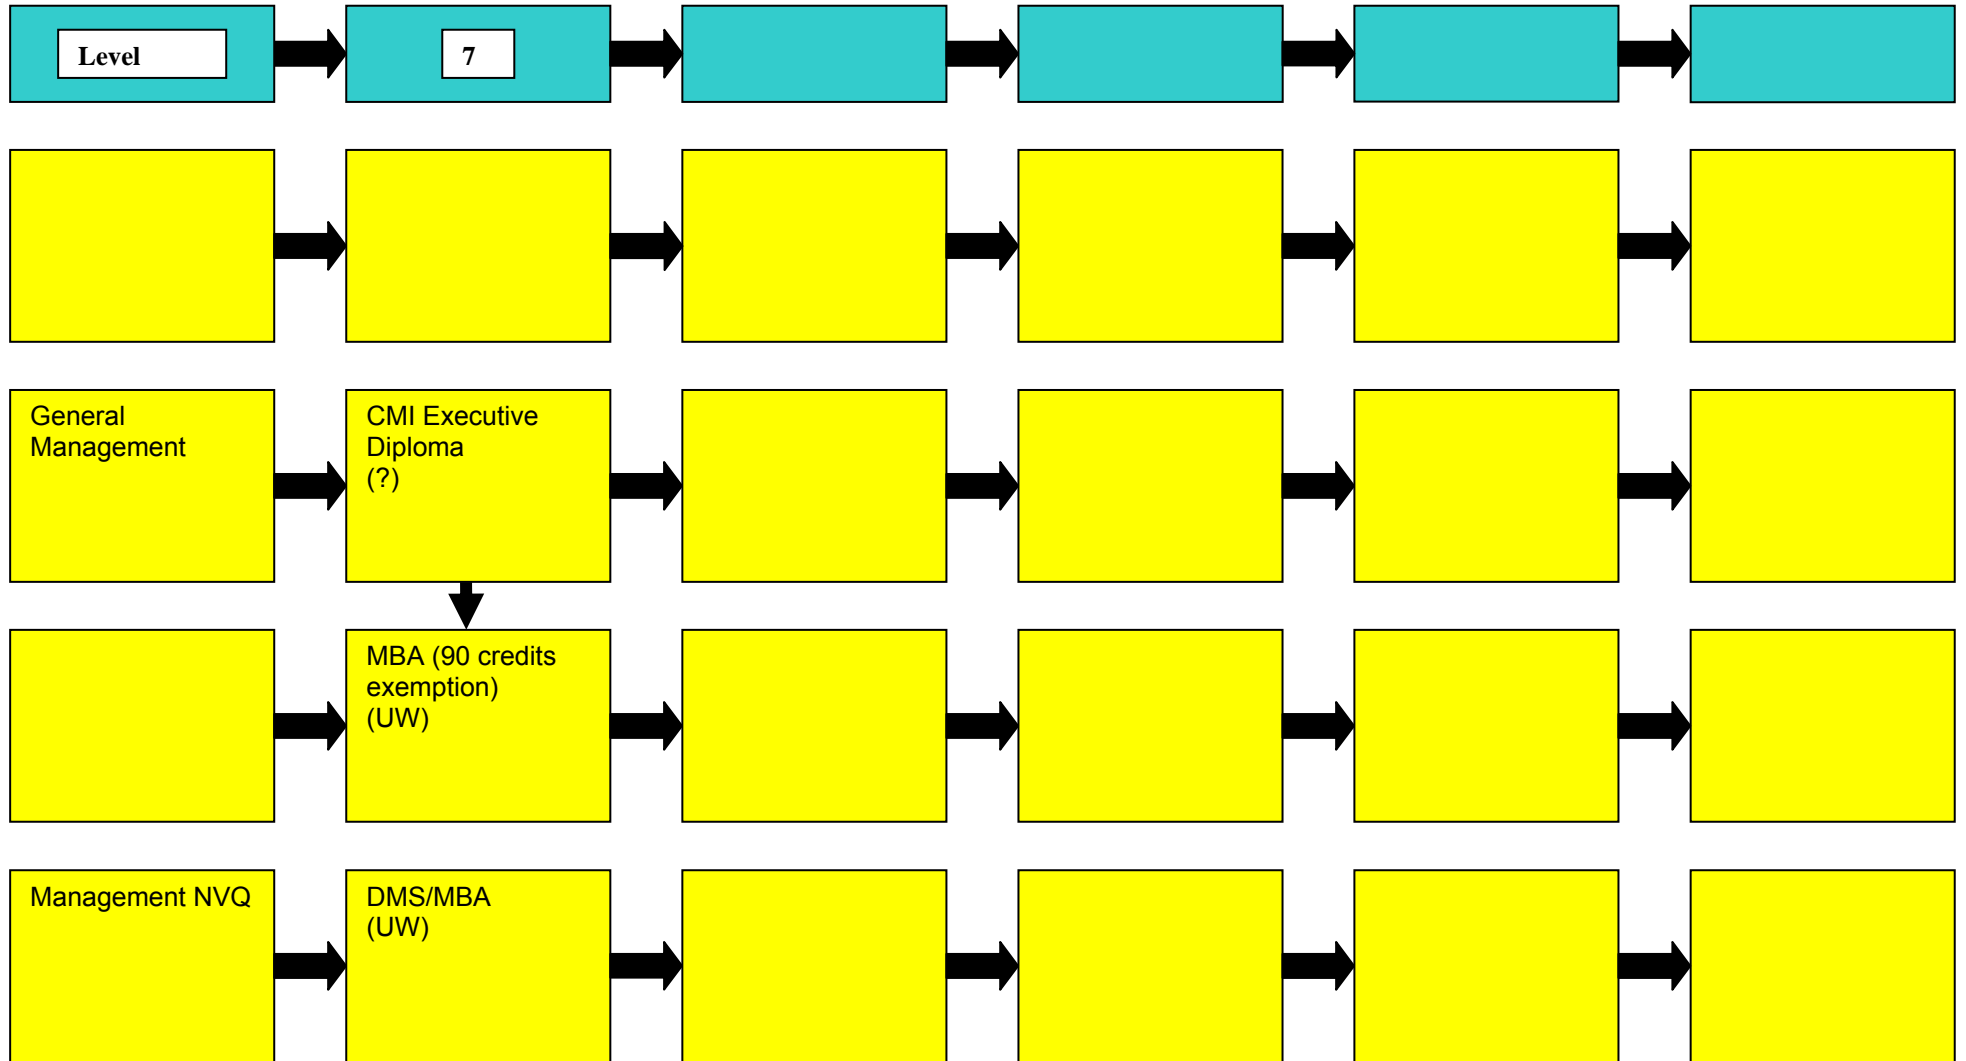 Level
7
General
Management
CMI Executive
Diploma
(?)
MBA (90 credits
exemption)
(UW)
Management NVQ
DMS/MBA
(UW)